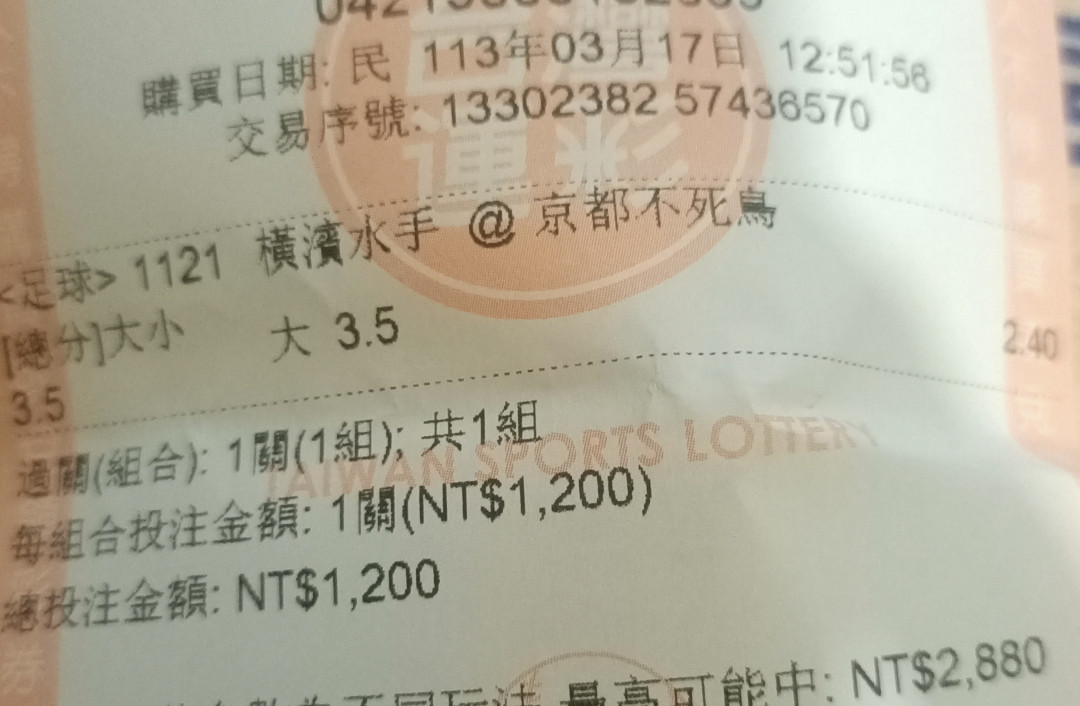 購買日期: 民 113年03月17日 12:51:56
交易序號: 13302382 57436570
<足球> 1121 橫濱水手 @ 京都不死鳥
[總分]大小 大 3.5 2.40
3.5
過關(組合): 1關(1組); 共1組
TAIWAN SPORTS LOTTERY
每組合投注金額: 1關(NT$1,200)
總投注金額: NT$1,200
最高可能中: NT$2,880